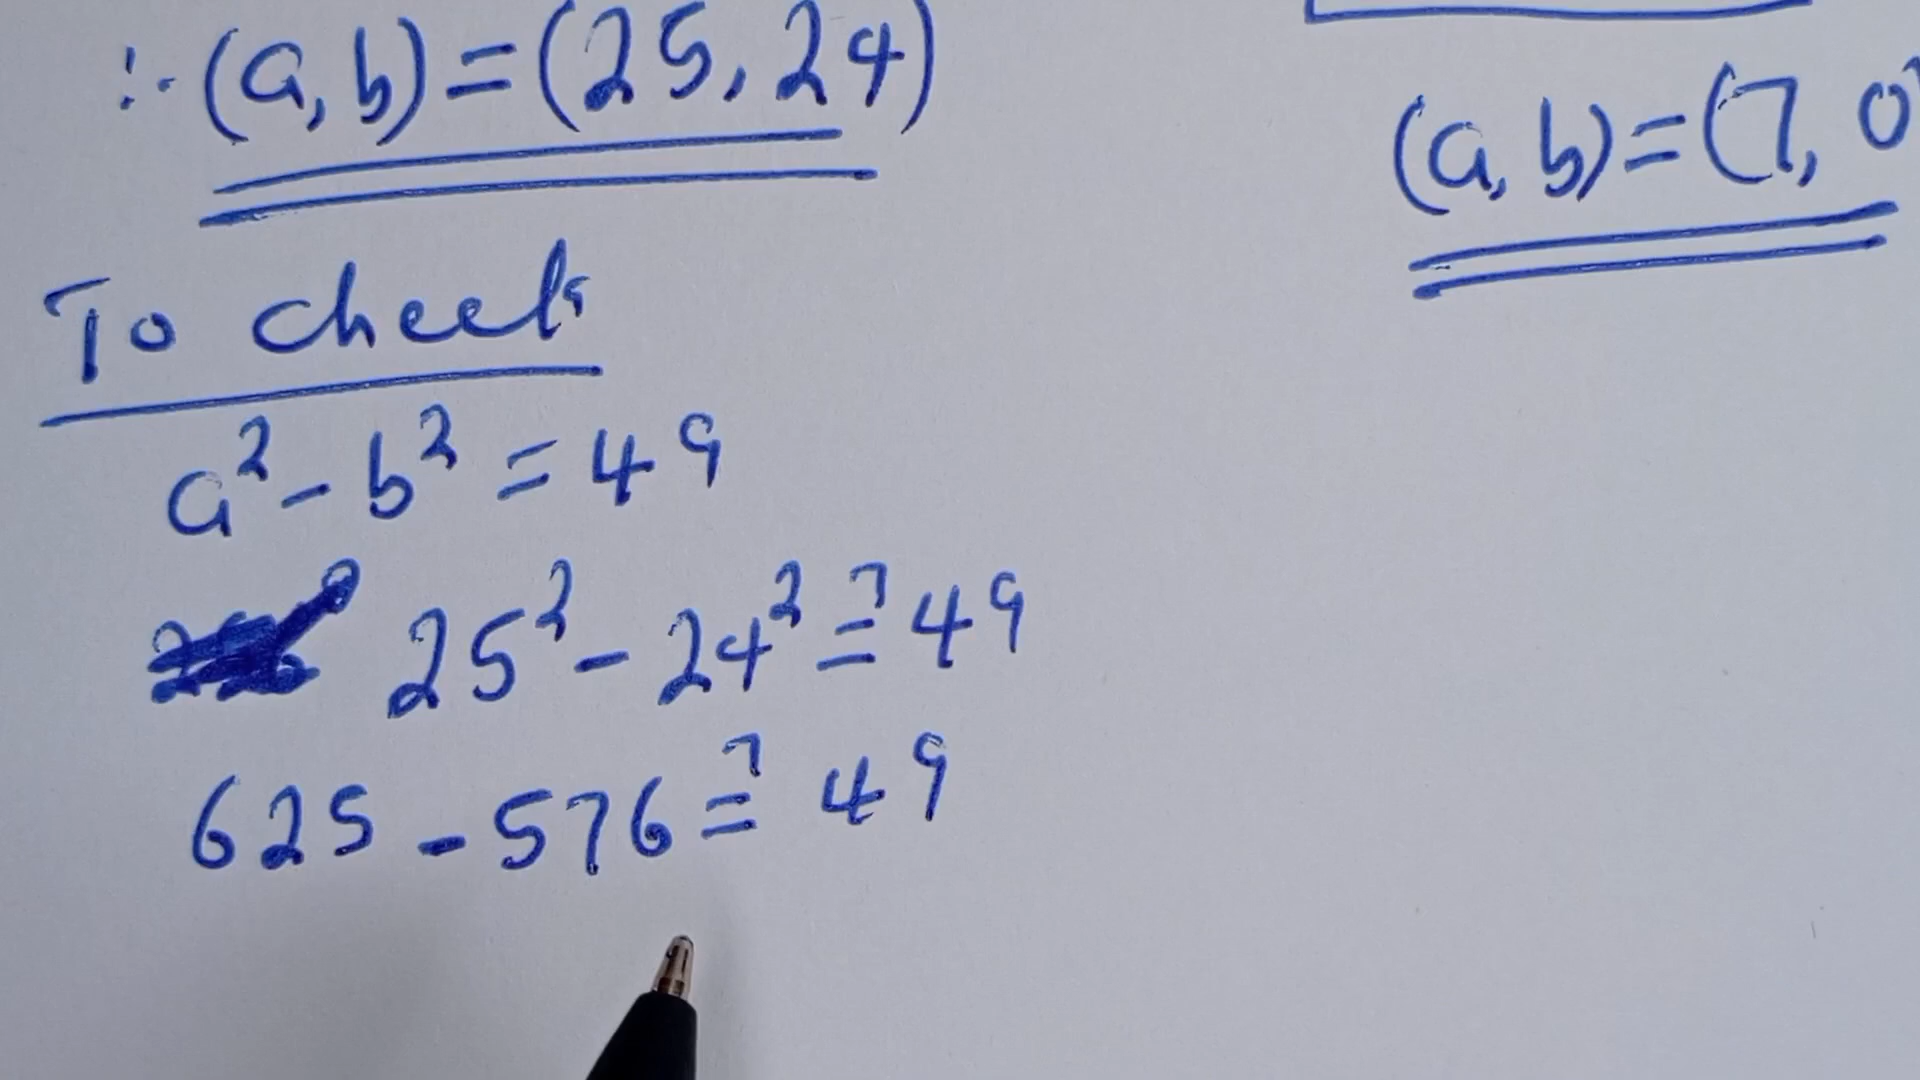 ∴ (a, b) = (25, 24)
(a, b) = (7, 0)
To check
a² - b² = 49
25² - 24² ≟ 49
625 - 576 ≟ 49